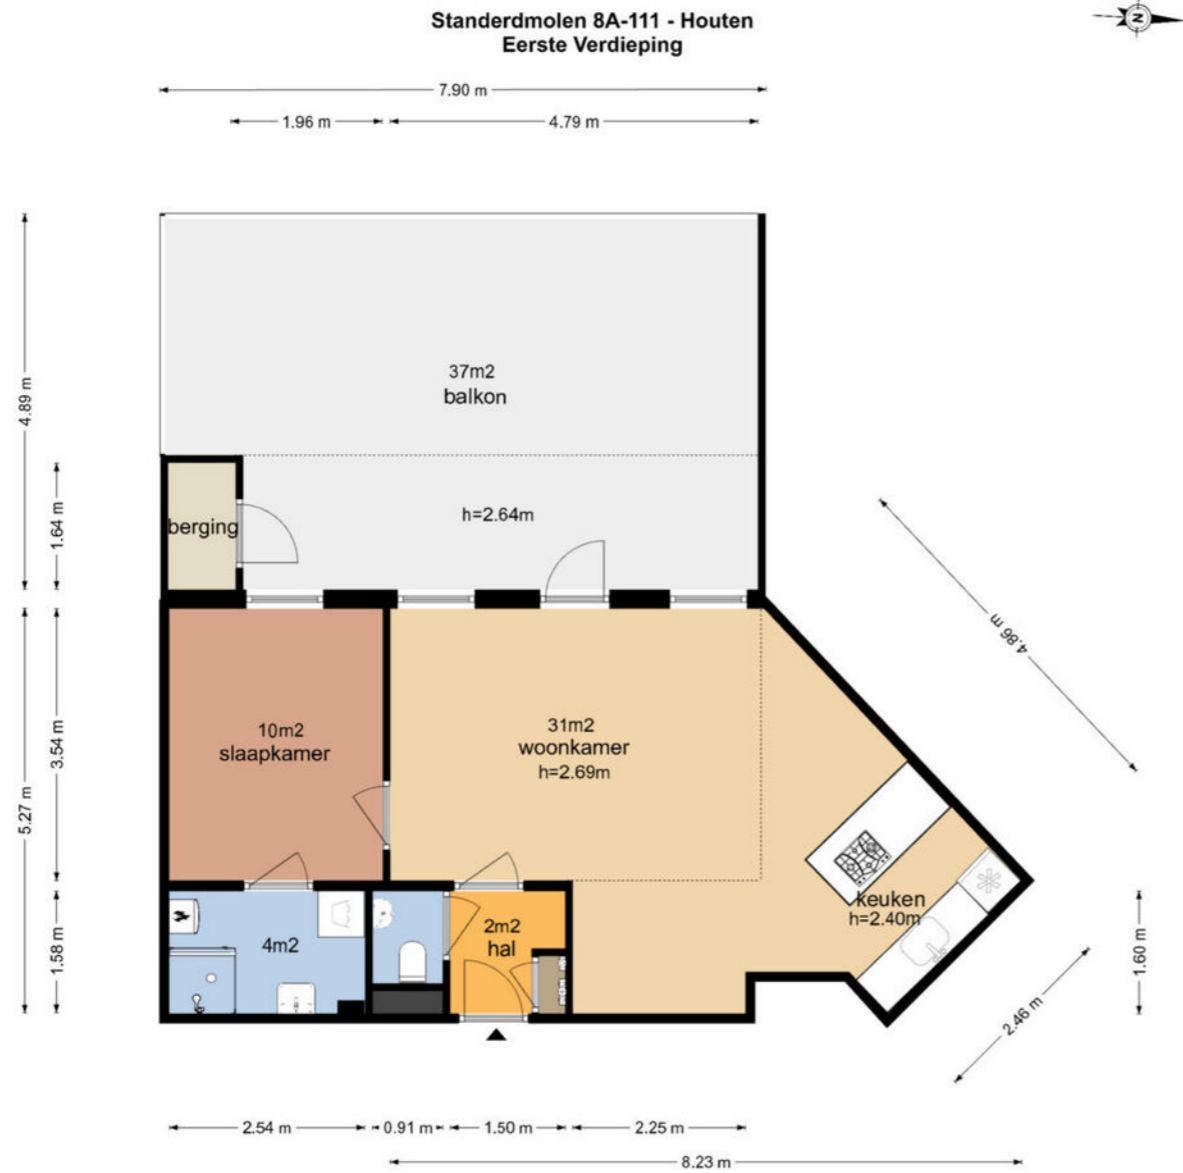 Standerdmolen 8A-111 - Houten
Eerste Verdieping
N
7.90 m
1.96 m
4.79 m
4.89 m
37m2
balkon
1.64 m
berging
h=2.64m
4.86 m
5.27 m
3.54 m
10m2
slaapkamer
31m2
woonkamer
h=2.69m
keuken
h=2.40m
1.58 m
4m2
2m2
hal
1.60 m
2.46 m
2.54 m
0.91 m
1.50 m
2.25 m
8.23 m